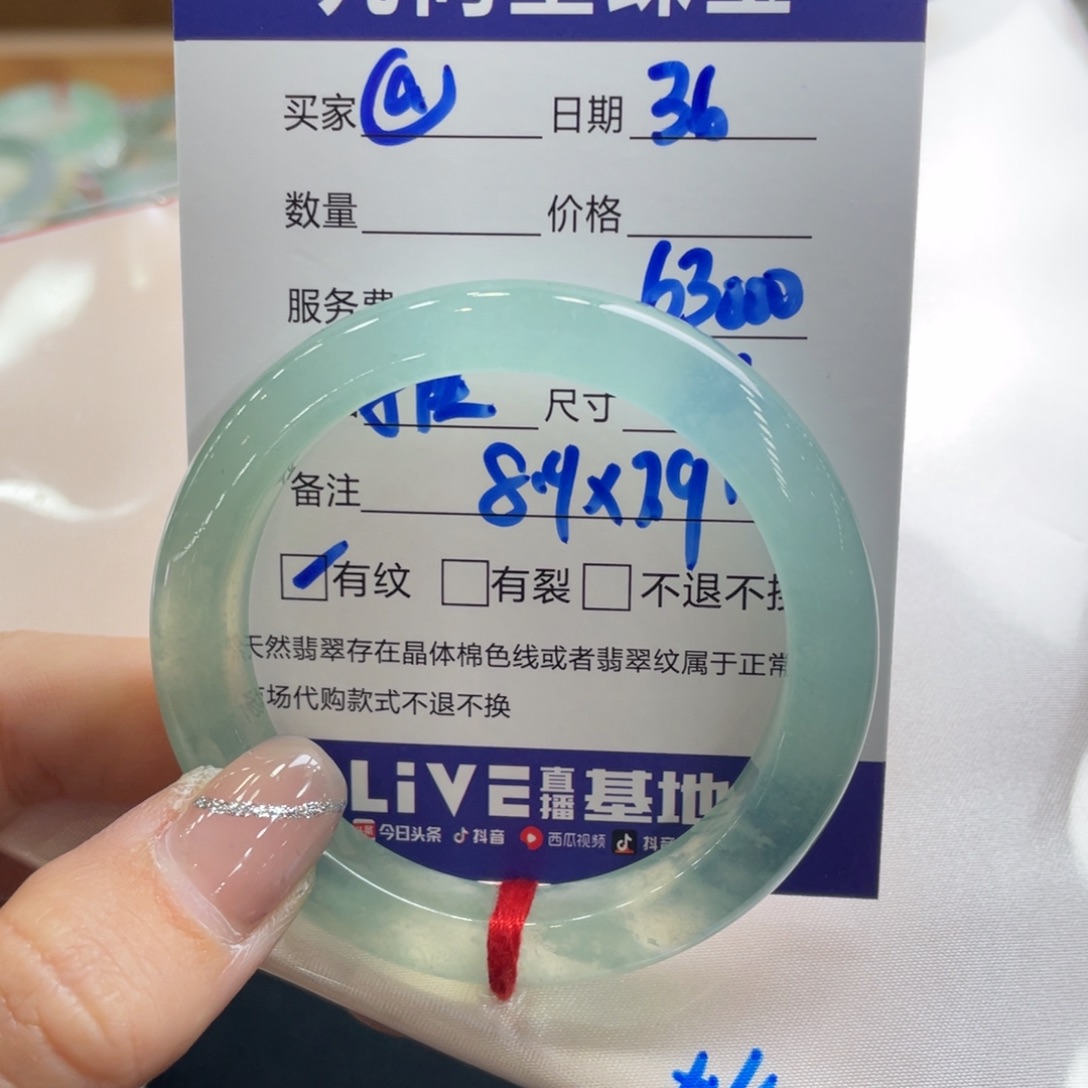 买家 a 日期 36
数量 价格
服务费 63000
尺寸
备注 8.4x79
有纹 有裂 不退不
天然翡翠存在晶体棉色线或者翡翠纹属于正常
场代购款式不退不换
LiVE 直播 基地
今日头条 抖音 西瓜视频 抖音